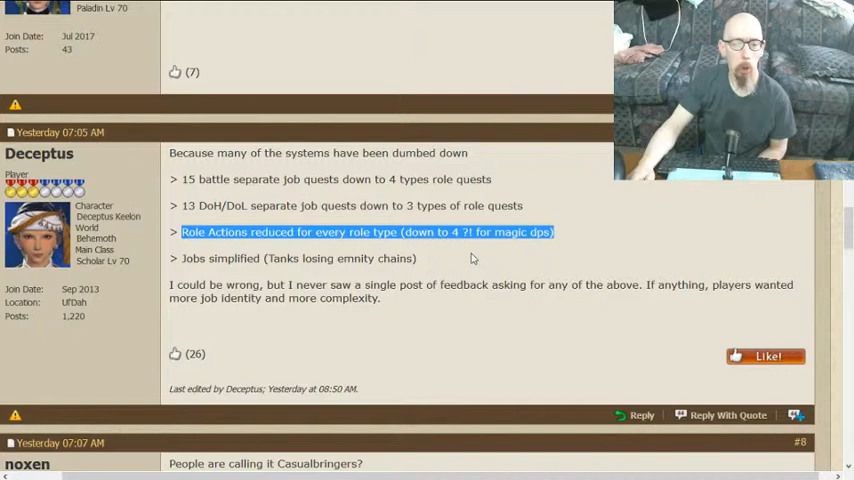 Paladin Lv 70
Join Date: Jul 2017
Posts: 43
(7)
Yesterday 07:05 AM
Deceptus
Player
Character
Deceptus Keelon
World
Behemoth
Main Class
Scholar Lv 70
Join Date: Sep 2013
Location: Uf'Dah
Posts: 1,220
Because many of the systems have been dumbed down
> 15 battle separate job quests down to 4 types role quests
> 13 DoH/DoL separate job quests down to 3 types of role quests
> Role Actions reduced for every role type (down to 4 ?! for magic dps)
> Jobs simplified (Tanks losing emnity chains)
I could be wrong, but I never saw a single post of feedback asking for any of the above. If anything, players wanted
more job identity and more complexity.
(26)
Like!
Last edited by Deceptus; Yesterday at 08:50 AM.
Reply
Reply With Quote
Yesterday 07:07 AM
#8
noxen
People are calling it Casualbringers?